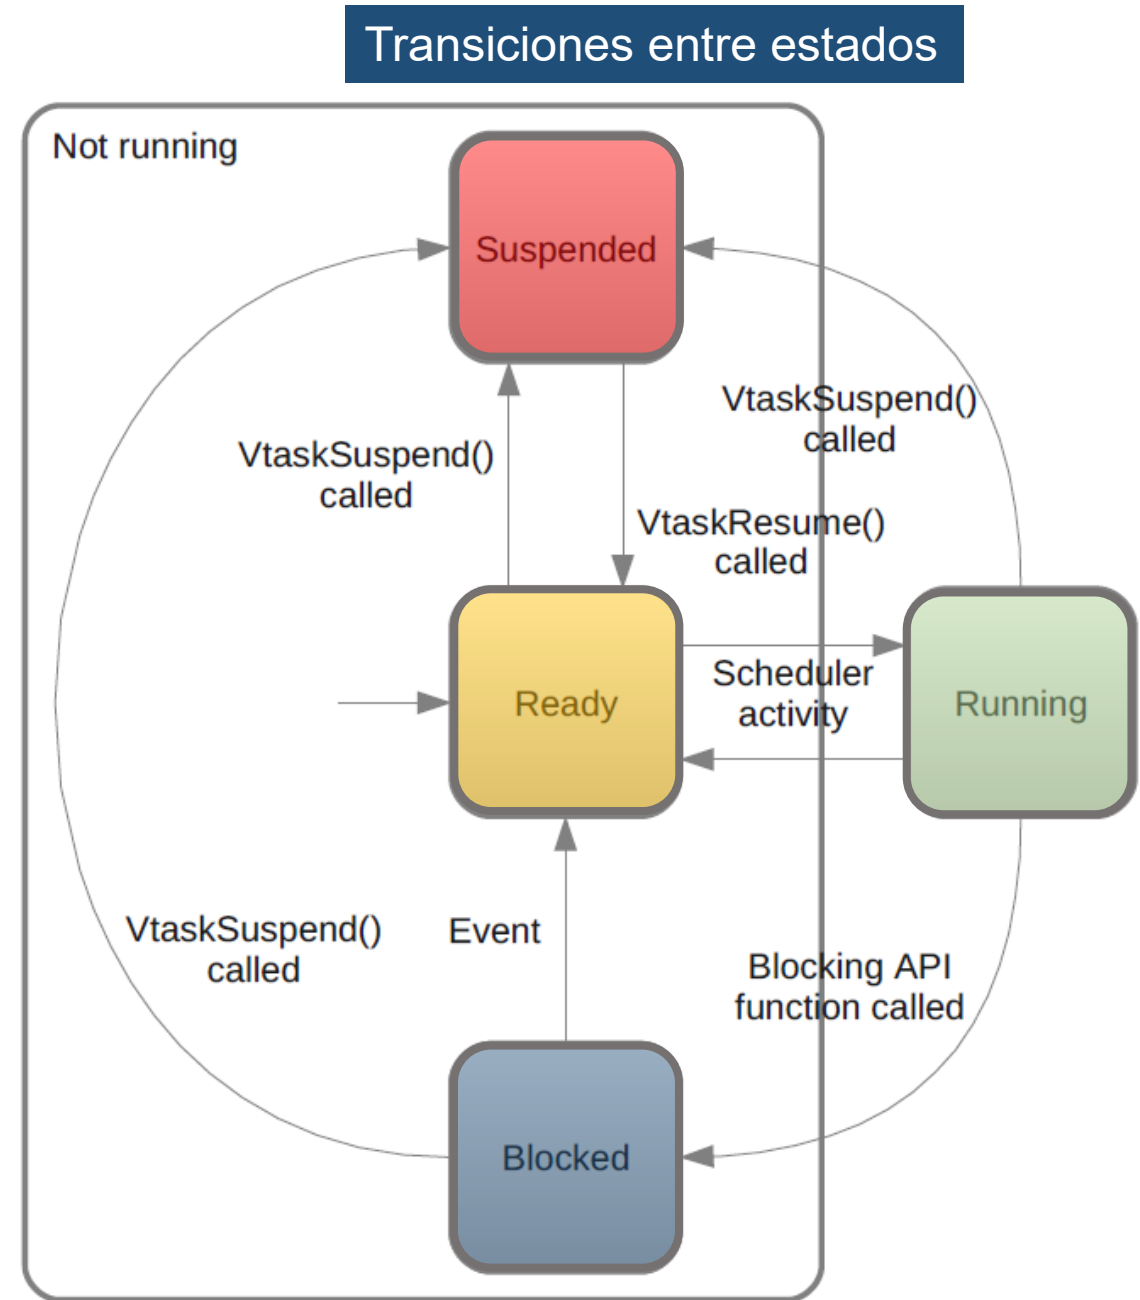 Transiciones entre estados
Not running
Suspended
VtaskSuspend()
called
VtaskSuspend()
called
VtaskResume()
called
Ready
Scheduler
activity
Running
VtaskSuspend()
called
Event
Blocking API
function called
Blocked